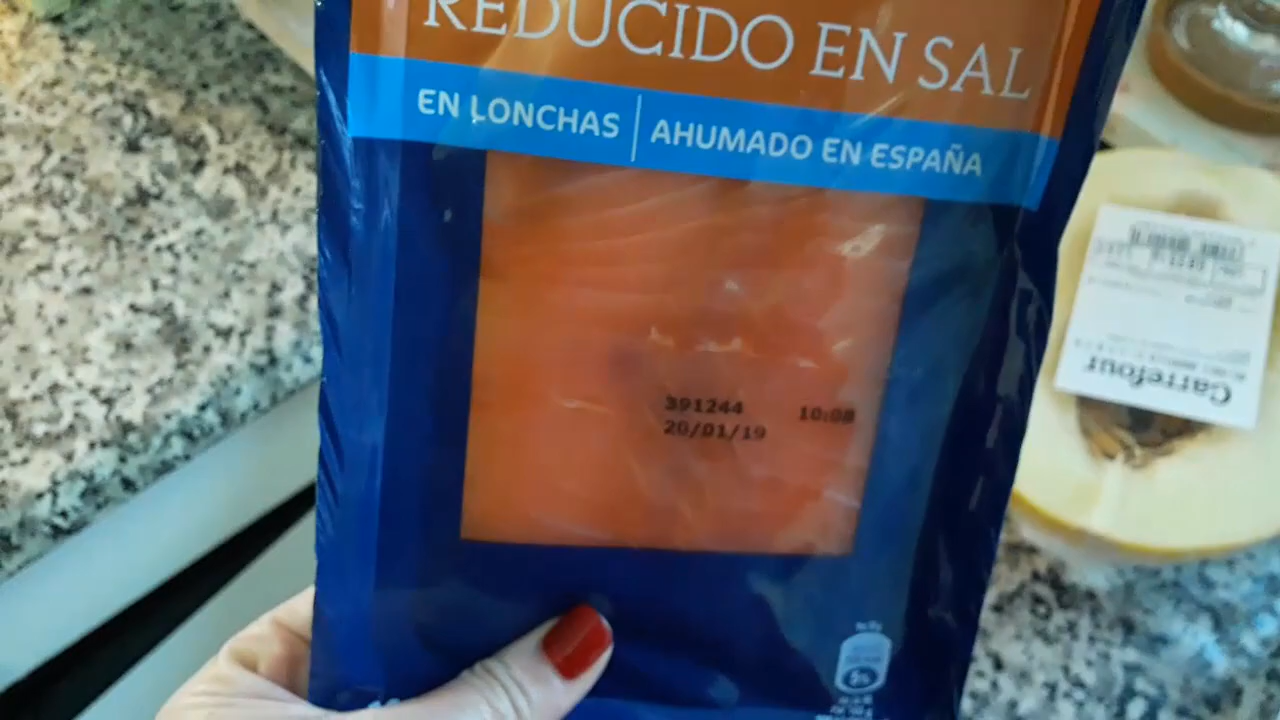 REDUCIDO EN SAL
EN LONCHAS | AHUMADO EN ESPAÑA
391244 10:08
20/01/19
Carrefour